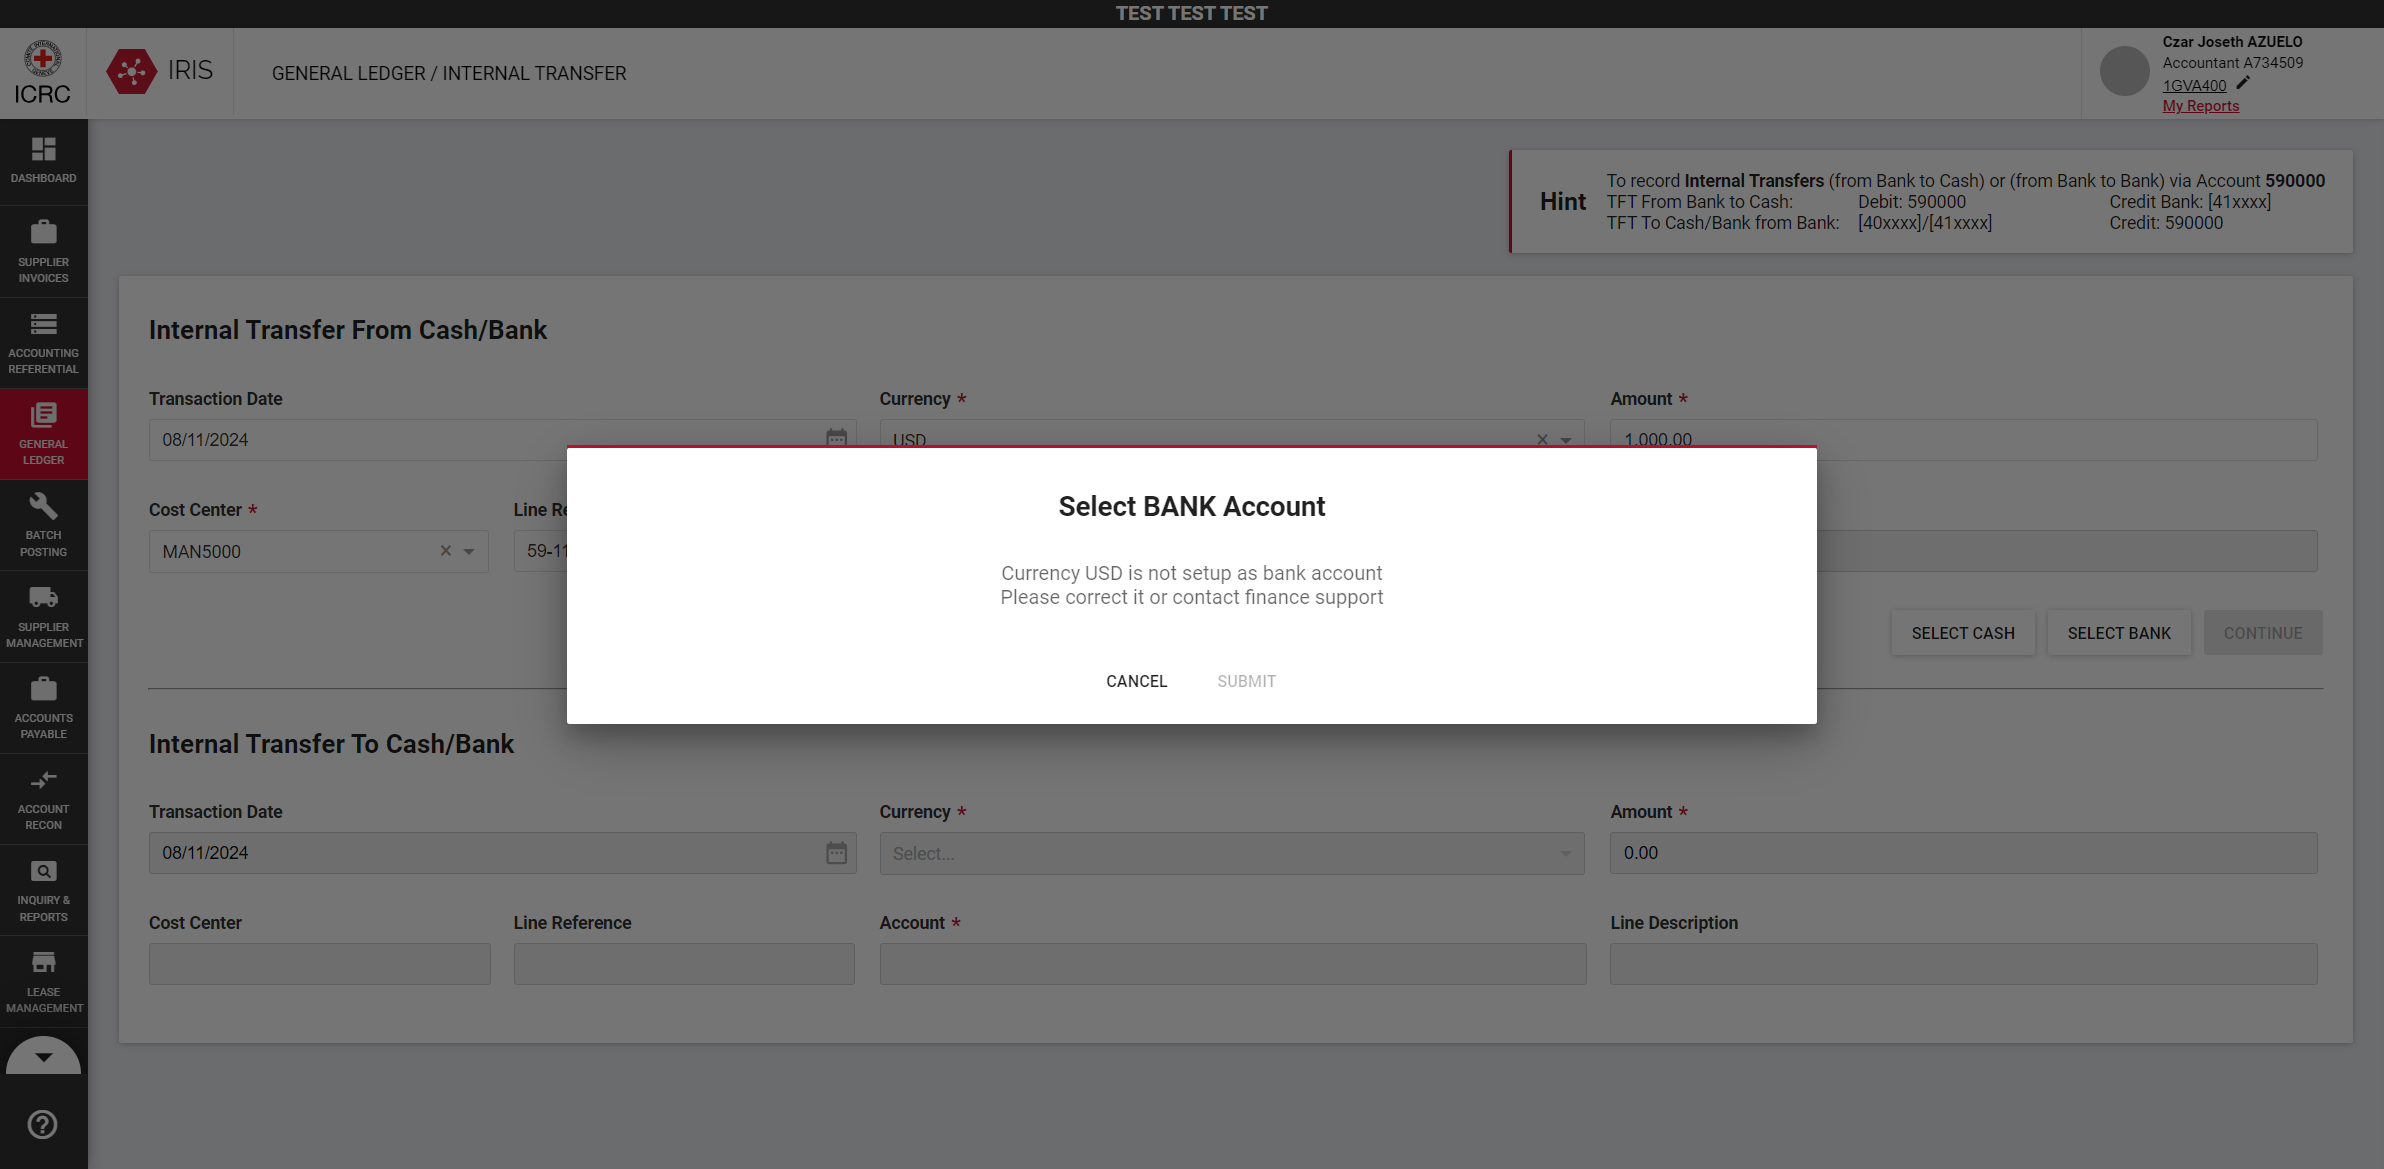 TEST TEST TEST
ICRC
IRIS
GENERAL LEDGER / INTERNAL TRANSFER
Czar Joseth AZUELO
Accountant A734509
1GVA400
My Reports
DASHBOARD
SUPPLIER
INVOICES
ACCOUNTING
REFERENTIAL
GENERAL
LEDGER
BATCH
POSTING
SUPPLIER
MANAGEMENT
ACCOUNTS
PAYABLE
ACCOUNT
RECON
INQUIRY &
REPORTS
LEASE
MANAGEMENT
Hint
To record Internal Transfers (from Bank to Cash) or (from Bank to Bank) via Account 590000
TFT From Bank to Cash: Debit: 590000 Credit Bank: [41xxxx]
TFT To Cash/Bank from Bank: [40xxxx]/[41xxxx] Credit: 590000
Internal Transfer From Cash/Bank
Transaction Date Currency * Amount *
08/11/2024 USD 1,000.00
Cost Center * Line Re
MAN5000 59-11
Select BANK Account
Currency USD is not setup as bank account
Please correct it or contact finance support
CANCEL SUBMIT
SELECT CASH SELECT BANK CONTINUE
Internal Transfer To Cash/Bank
Transaction Date Currency * Amount *
08/11/2024 Select... 0.00
Cost Center Line Reference Account * Line Description